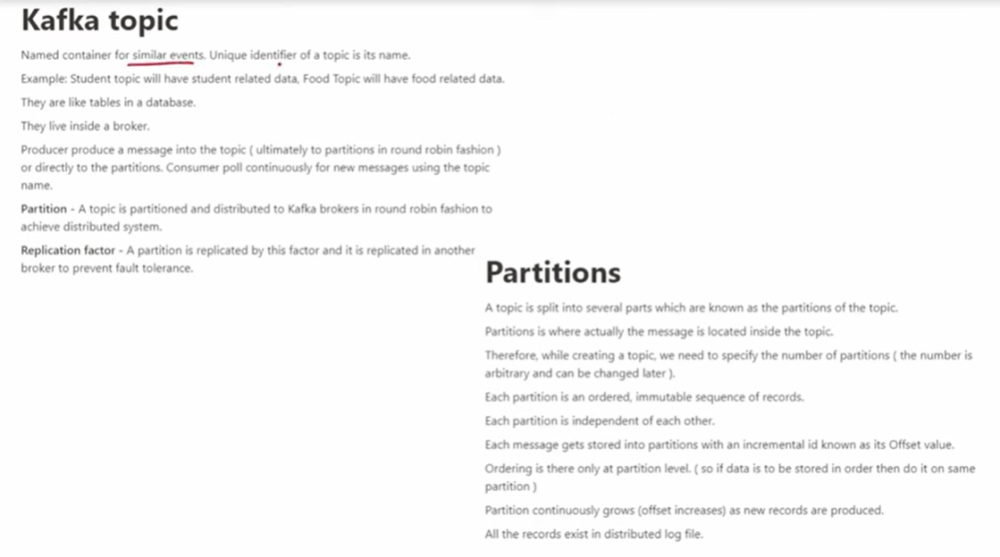 Kafka topic
Named container for similar events. Unique identifier of a topic is its name.
Example: Student topic will have student related data, Food Topic will have food related data.
They are like tables in a database.
They live inside a broker.
Producer produce a message into the topic ( ultimately to partitions in round robin fashion )
or directly to the partitions. Consumer poll continuously for new messages using the topic
name.
Partition - A topic is partitioned and distributed to Kafka brokers in round robin fashion to
achieve distributed system.
Replication factor - A partition is replicated by this factor and it is replicated in another
broker to prevent fault tolerance.
Partitions
A topic is split into several parts which are known as the partitions of the topic.
Partitions is where actually the message is located inside the topic.
Therefore, while creating a topic, we need to specify the number of partitions ( the number is
arbitrary and can be changed later ).
Each partition is an ordered, immutable sequence of records.
Each partition is independent of each other.
Each message gets stored into partitions with an incremental id known as its Offset value.
Ordering is there only at partition level. ( so if data is to be stored in order then do it on same
partition )
Partition continuously grows (offset increases) as new records are produced.
All the records exist in distributed log file.